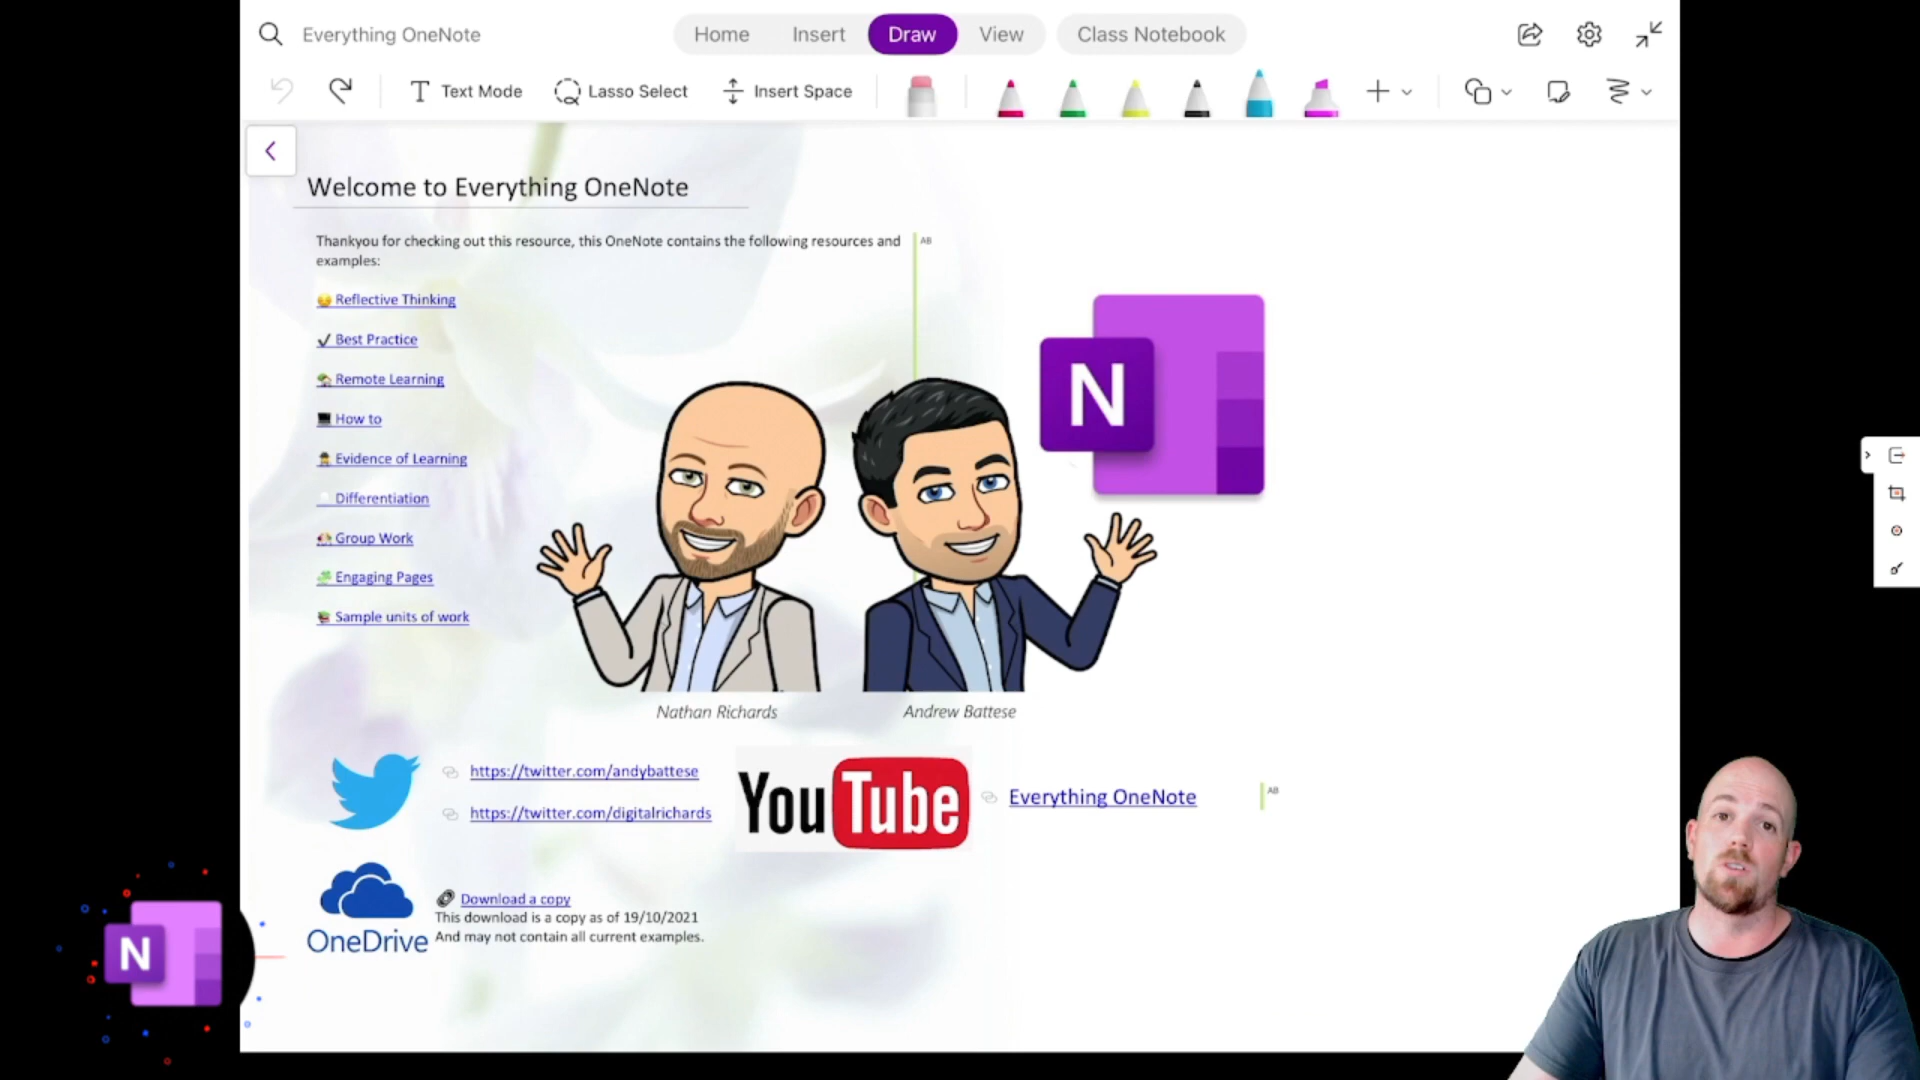 Everything OneNote
Home
Insert
Draw
View
Class Notebook
Text Mode
Lasso Select
Insert Space
Welcome to Everything OneNote
Thankyou for checking out this resource, this OneNote contains the following resources and
examples:
AB
Reflective Thinking
Best Practice
Remote Learning
How to
Evidence of Learning
Differentiation
Group Work
Engaging Pages
Sample units of work
N
Nathan Richards
Andrew Battese
https://twitter.com/andybattese
https://twitter.com/digitalrichards
YouTube
Everything OneNote
AB
OneDrive
Download a copy
This download is a copy as of 19/10/2021
And may not contain all current examples.
N